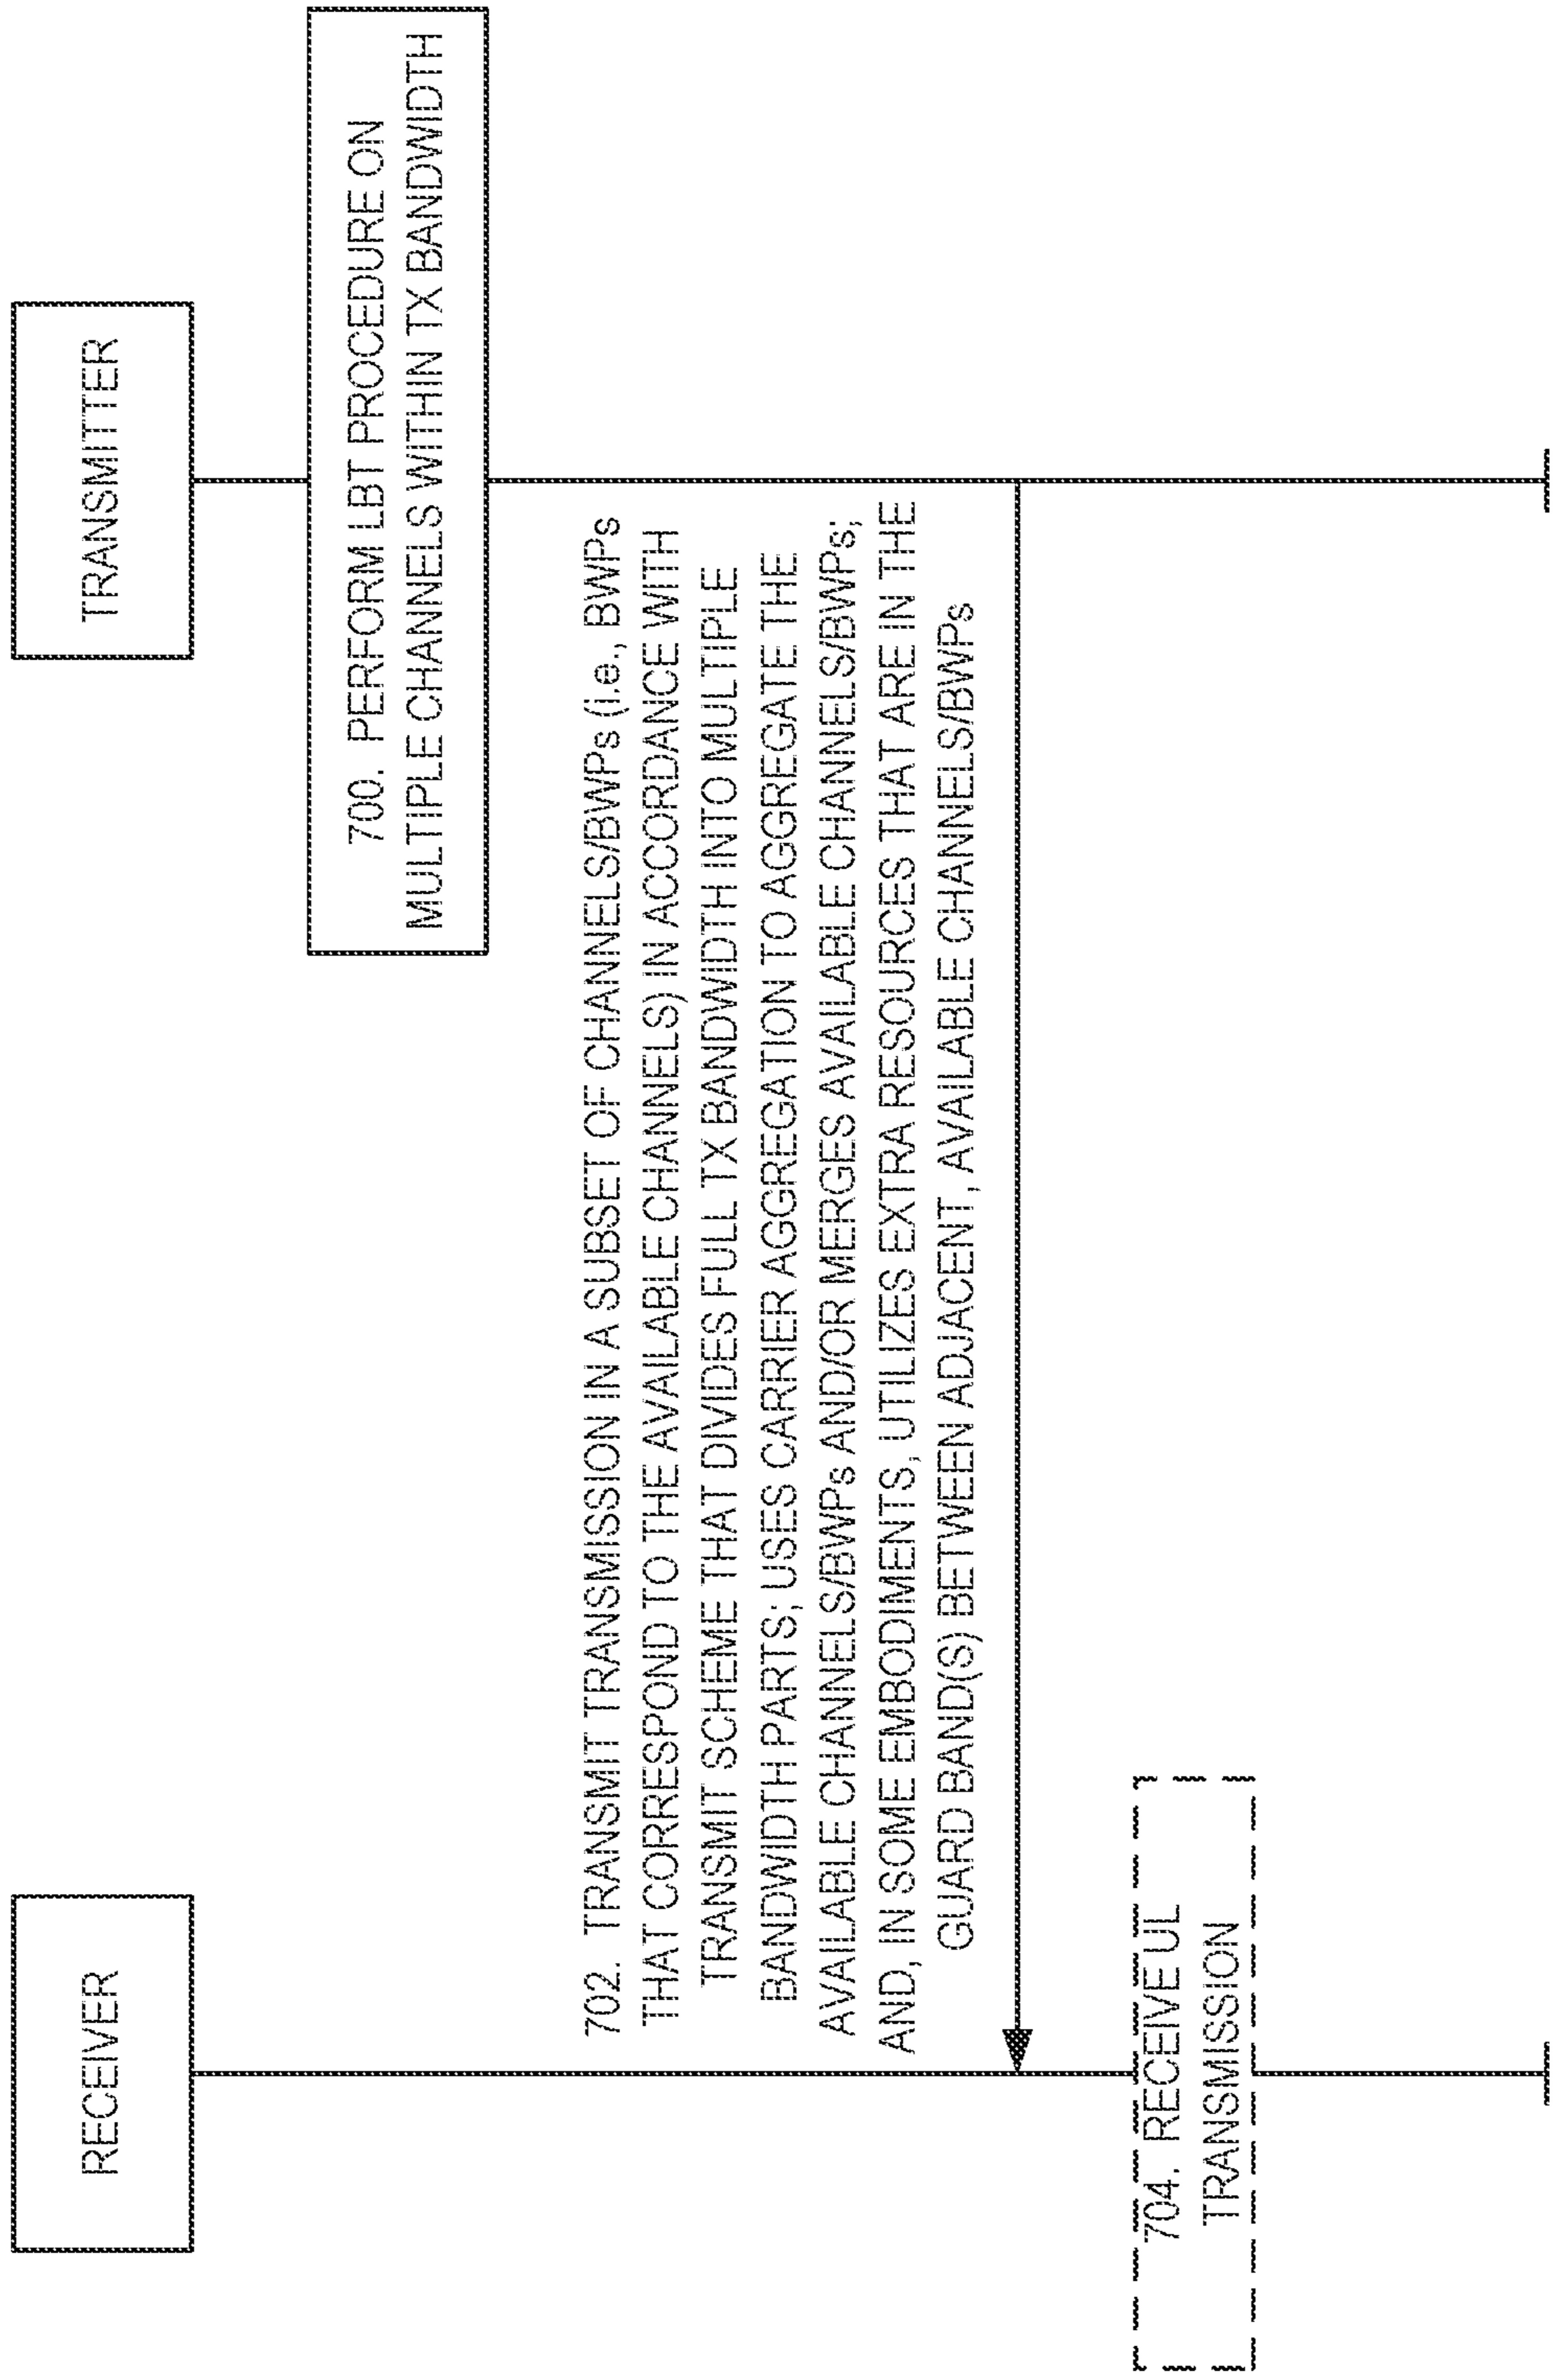 RECEIVER
TRANSMITTER
700. PERFORM LBT PROCEDURE ON
MULTIPLE CHANNELS WITHIN TX BANDWIDTH
702. TRANSMIT TRANSMISSION IN A SUBSET OF CHANNELS/BWPs (i.e., BWPs
THAT CORRESPOND TO THE AVAILABLE CHANNELS) IN ACCORDANCE WITH
TRANSMIT SCHEME THAT DIVIDES FULL TX BANDWIDTH INTO MULTIPLE
BANDWIDTH PARTS; USES CARRIER AGGREGATION TO AGGREGATE THE
AVAILABLE CHANNELS/BWPs AND/OR MERGES AVAILABLE CHANNELS/BWPs;
AND, IN SOME EMBODIMENTS, UTILIZES EXTRA RESOURCES THAT ARE IN THE
GUARD BAND(S) BETWEEN ADJACENT, AVAILABLE CHANNELS/BWPs
704. RECEIVE UL
TRANSMISSION